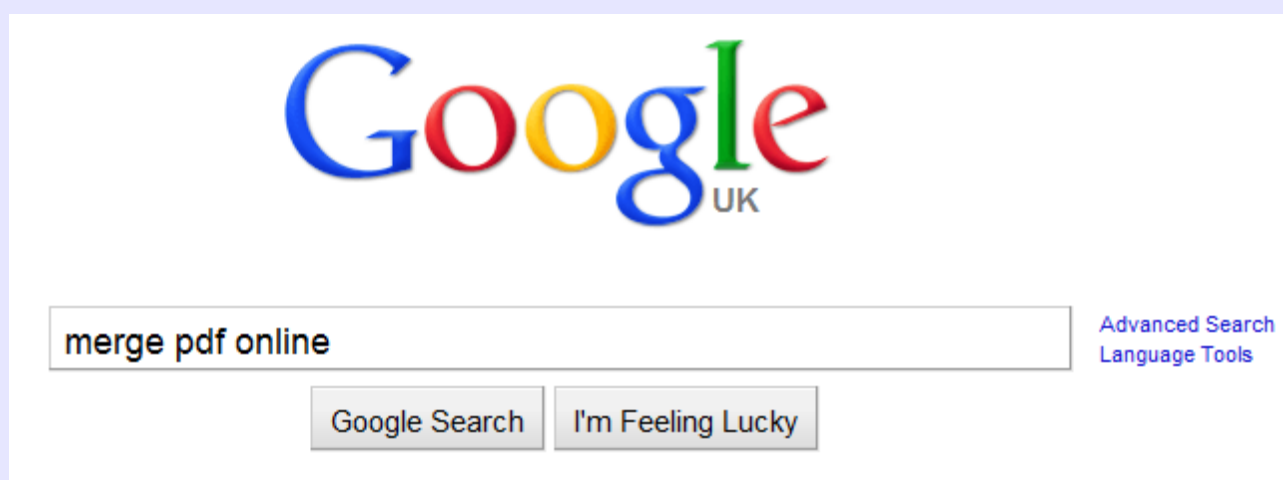 Google
UK
merge pdf online
Advanced Search
Language Tools
Google Search
I'm Feeling Lucky